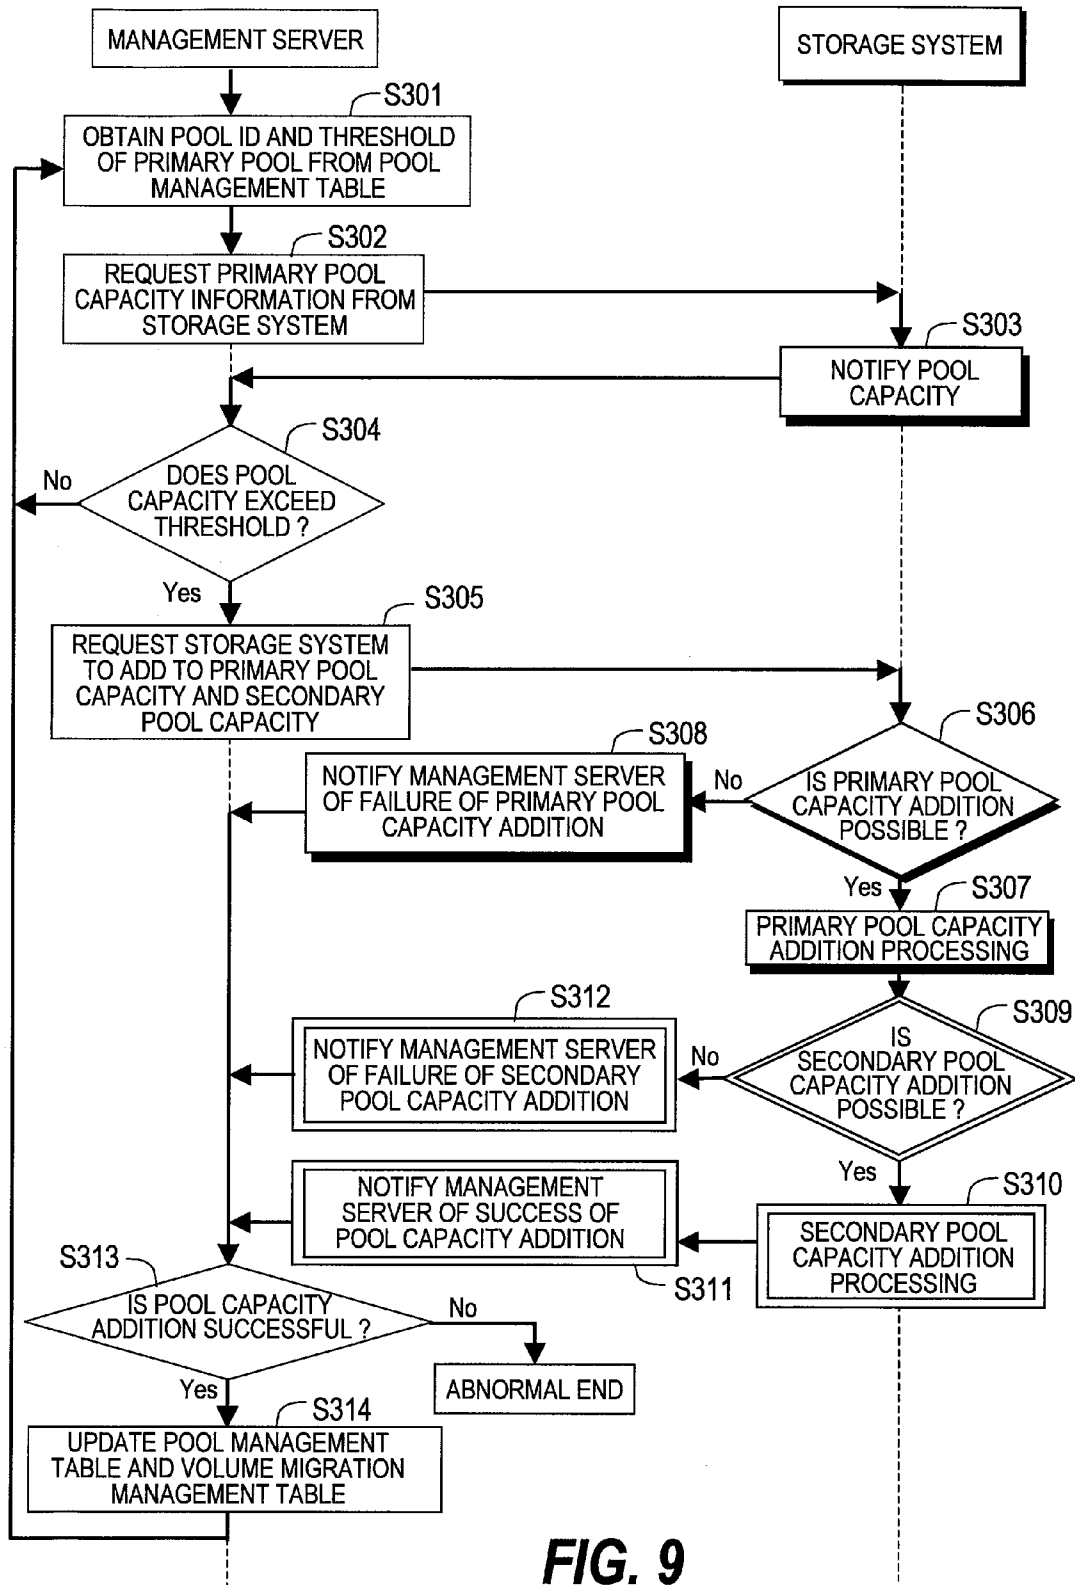 MANAGEMENT SERVER
STORAGE SYSTEM
S301
OBTAIN POOL ID AND THRESHOLD
OF PRIMARY POOL FROM POOL
MANAGEMENT TABLE
S302
REQUEST PRIMARY POOL
CAPACITY INFORMATION FROM
STORAGE SYSTEM
S303
NOTIFY POOL
CAPACITY
S304
DOES POOL
CAPACITY EXCEED
THRESHOLD ?
No
Yes
S305
REQUEST STORAGE SYSTEM
TO ADD TO PRIMARY POOL
CAPACITY AND SECONDARY
POOL CAPACITY
S306
IS PRIMARY POOL
CAPACITY ADDITION
POSSIBLE ?
No
Yes
S308
NOTIFY MANAGEMENT SERVER
OF FAILURE OF PRIMARY POOL
CAPACITY ADDITION
S307
PRIMARY POOL CAPACITY
ADDITION PROCESSING
S309
IS
SECONDARY POOL
CAPACITY ADDITION
POSSIBLE ?
No
Yes
S312
NOTIFY MANAGEMENT SERVER
OF FAILURE OF SECONDARY
POOL CAPACITY ADDITION
S310
SECONDARY POOL
CAPACITY ADDITION
PROCESSING
NOTIFY MANAGEMENT
SERVER OF SUCCESS OF
POOL CAPACITY ADDITION
S311
S313
IS POOL CAPACITY
ADDITION SUCCESSFUL ?
No
Yes
ABNORMAL END
S314
UPDATE POOL MANAGEMENT
TABLE AND VOLUME MIGRATION
MANAGEMENT TABLE
FIG. 9